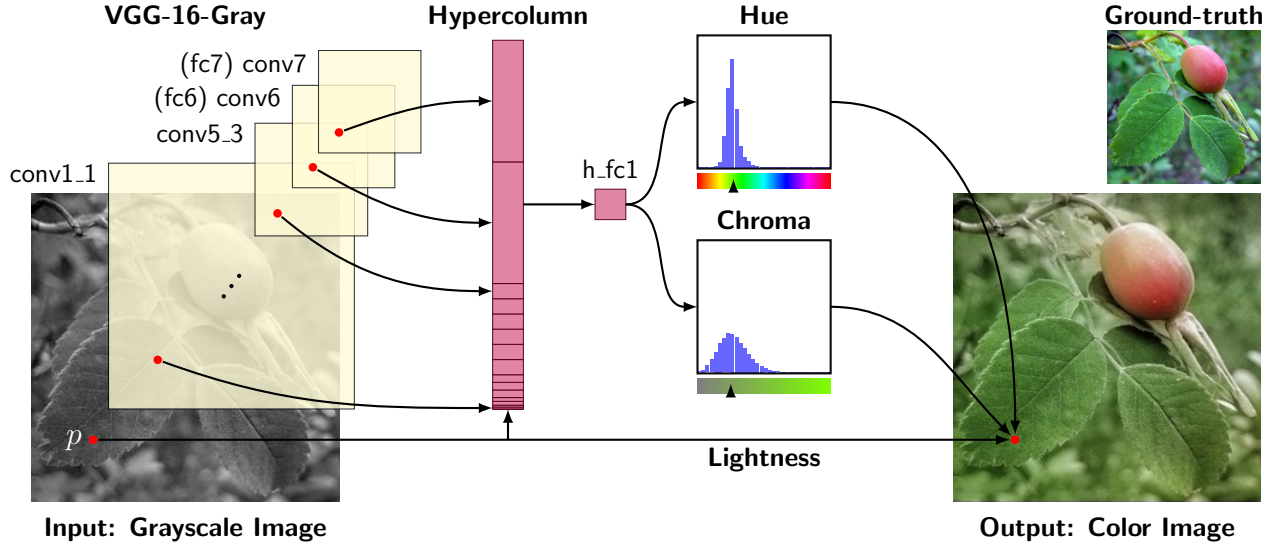 VGG-16-Gray
Hypercolumn
Hue
Ground-truth
(fc7) conv7
(fc6) conv6
conv5_3
conv1_1
h_fc1
Chroma
p
Lightness
Input: Grayscale Image
Output: Color Image